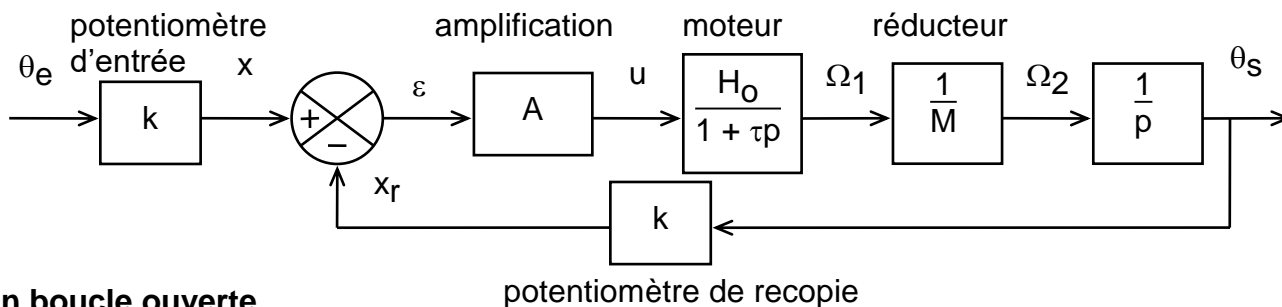 potentiomètre
d'entrée
amplification
moteur
réducteur
θe
x
ε
u
Ω1
Ω2
θs
k
+
−
A
Ho
1 + τp
1
M
1
p
xr
k
potentiomètre de recopie
n boucle ouverte